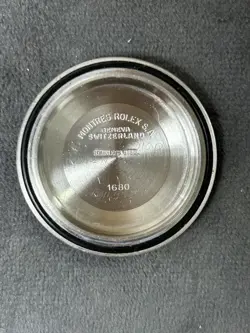 MONTRES ROLEX S.A.
GENEVA
SWITZERLAND
1680